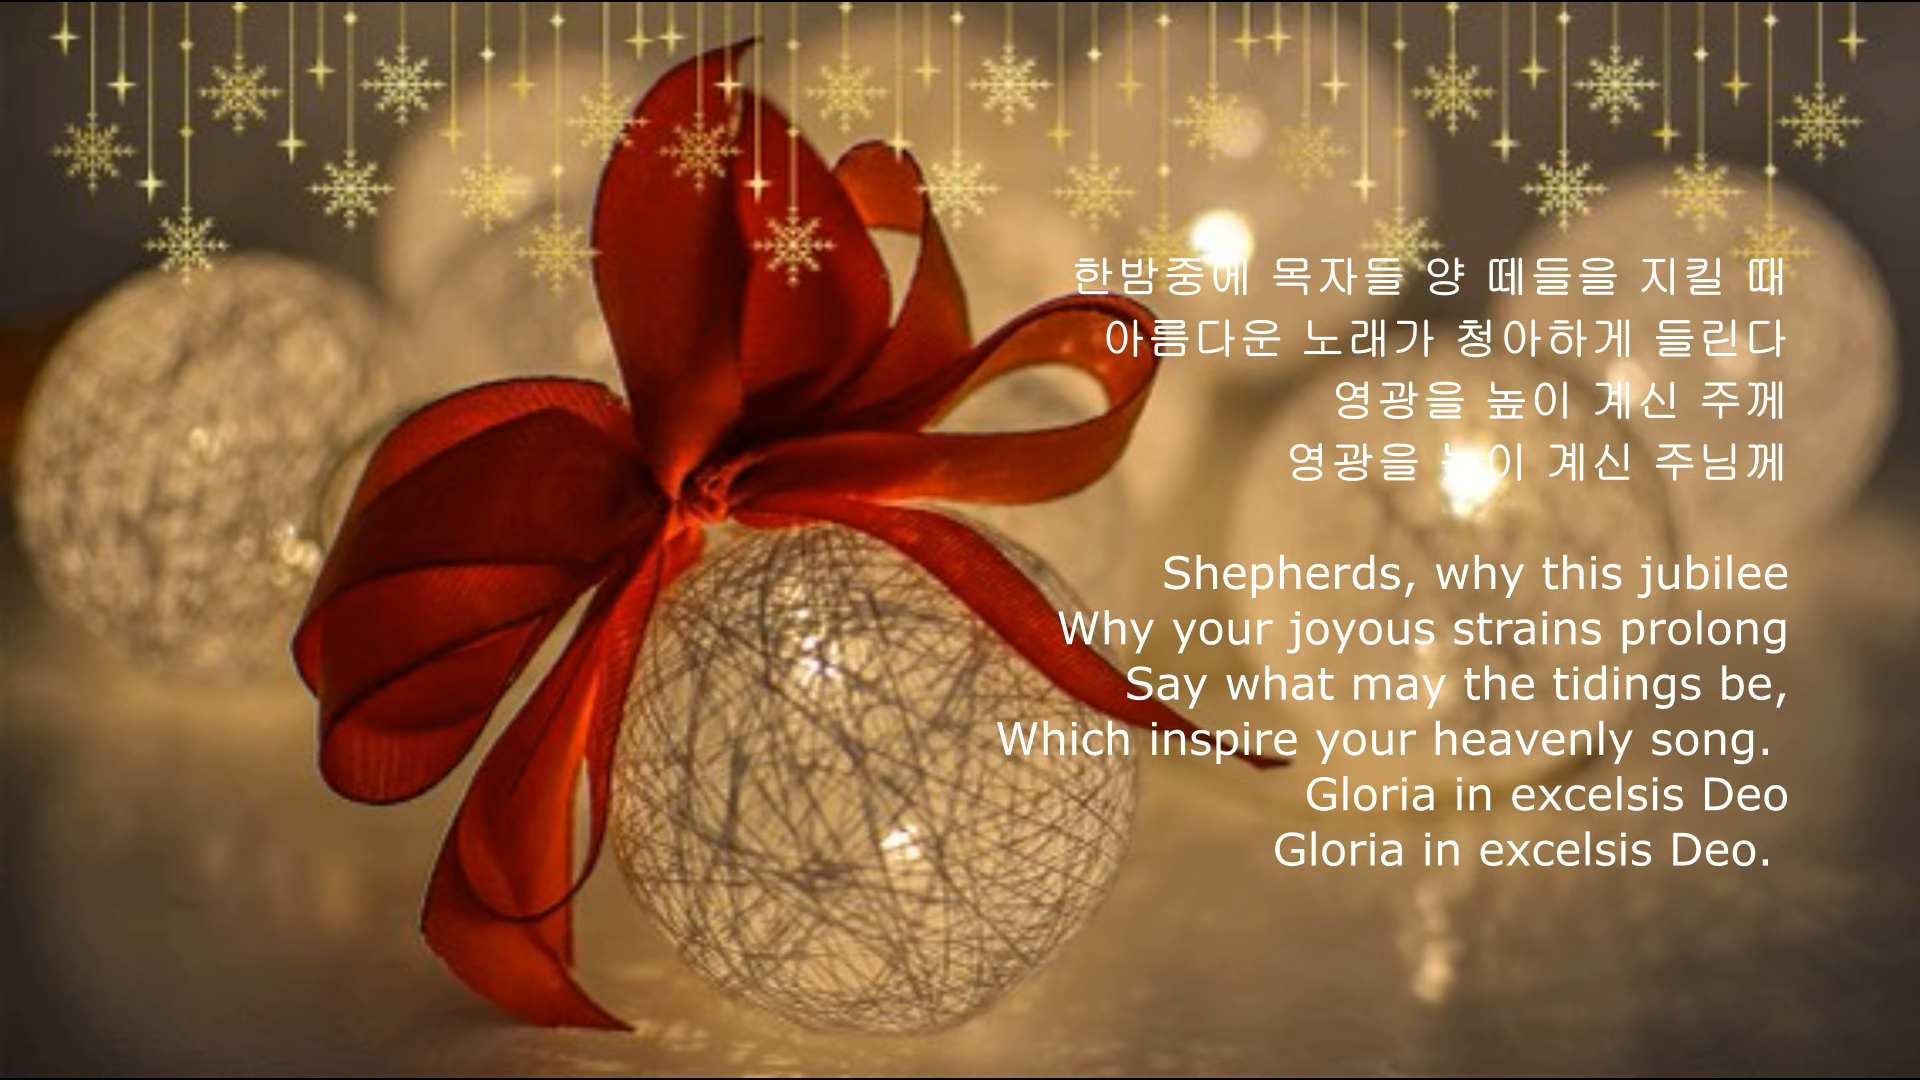 한밤중에 목자들 양 떼들을 지킬 때
아름다운 노래가 청아하게 들린다
영광을 높이 계신 주께
영광을 높이 계신 주님께
Shepherds, why this jubilee
Why your joyous strains prolong
Say what may the tidings be,
Which inspire your heavenly song.
Gloria in excelsis Deo
Gloria in excelsis Deo.